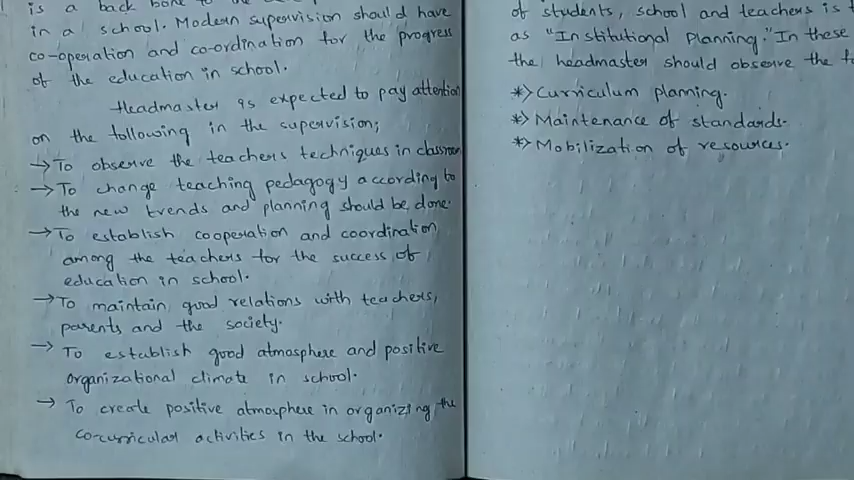 is a back bone to the
in a school. Modern supervision should have
co-operation and co-ordination for the progress
of the education in school.
Headmaster is expected to pay attention
on the following in the supervision;
→ To observe the teachers techniques in classroom
→ To change teaching pedagogy according to
the new trends and planning should be done.
→ To establish cooperation and coordination
among the teachers for the success of
education in school.
→ To maintain good relations with teachers,
parents and the society.
→ To establish good atmosphere and positive
organizational climate in school.
→ To create positive atmosphere in organizing the
co-curricular activities in the school.
of students, school and teachers is
as "Institutional Planning." In these
the headmaster should observe the
*> Curriculum planning.
*> Maintenance of standards.
*> Mobilization of resources.